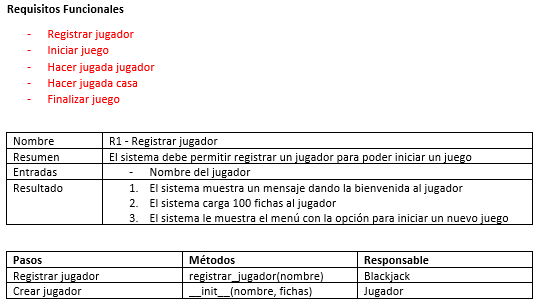 Requisitos Funcionales
- Registrar jugador
- Iniciar juego
- Hacer jugada jugador
- Hacer jugada casa
- Finalizar juego
Nombre R1 - Registrar jugador
Resumen El sistema debe permitir registrar un jugador para poder iniciar un juego
Entradas - Nombre del jugador
Resultado 1. El sistema muestra un mensaje dando la bienvenida al jugador
2. El sistema carga 100 fichas al jugador
3. El sistema le muestra el menú con la opción para iniciar un nuevo juego
Pasos Métodos Responsable
Registrar jugador registrar_jugador(nombre) Blackjack
Crear jugador __init__(nombre, fichas) Jugador